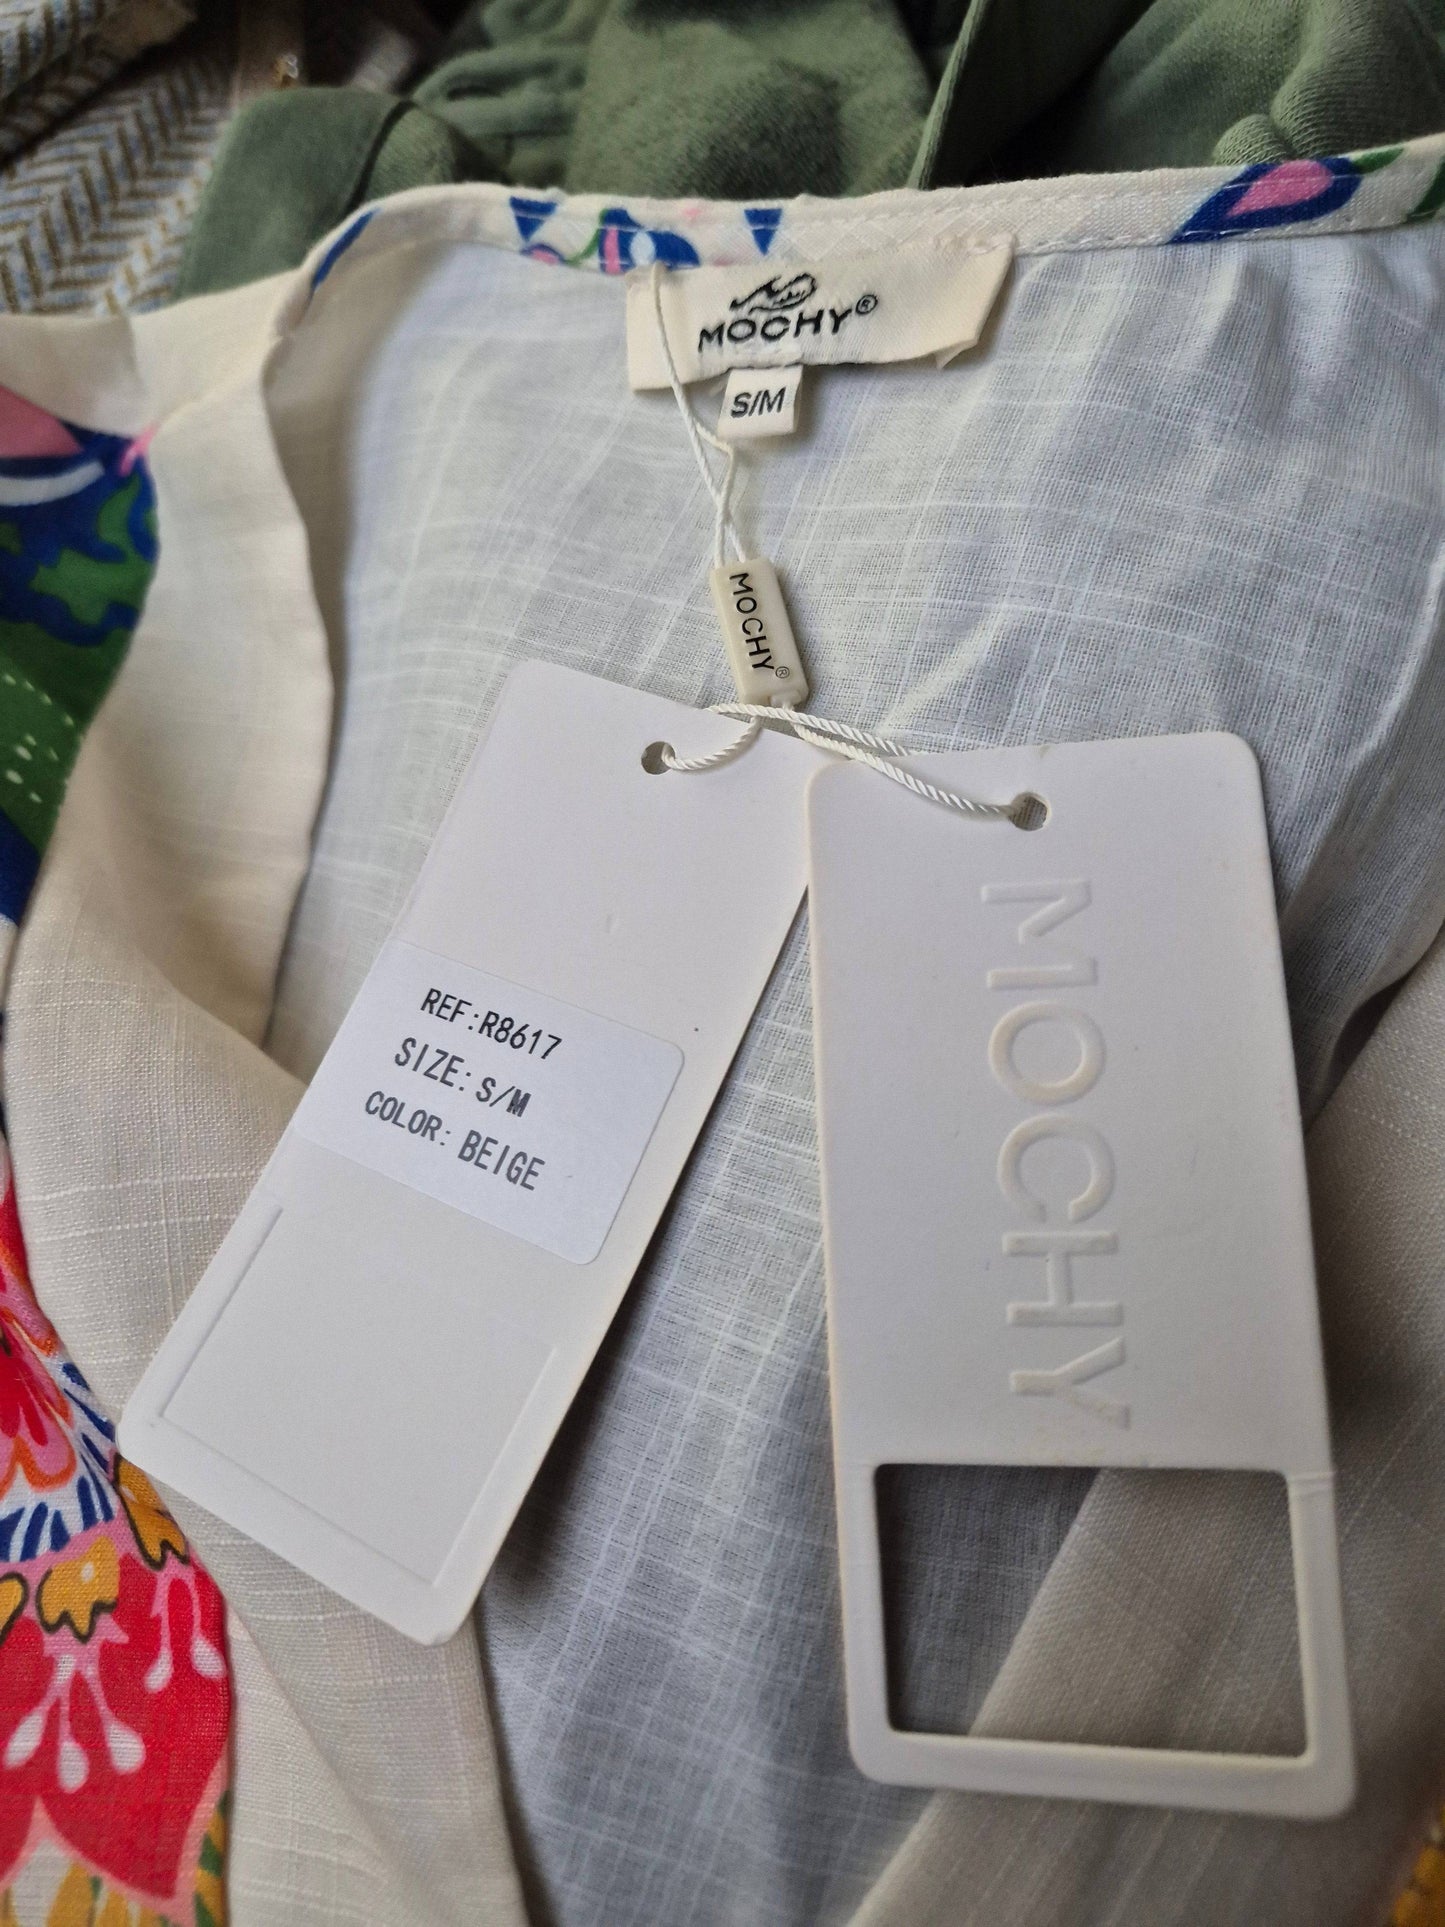 MOCHY®
S/M
MOCHY®
REF:R8617
SIZE: S/M
COLOR: BEIGE
MOCHY